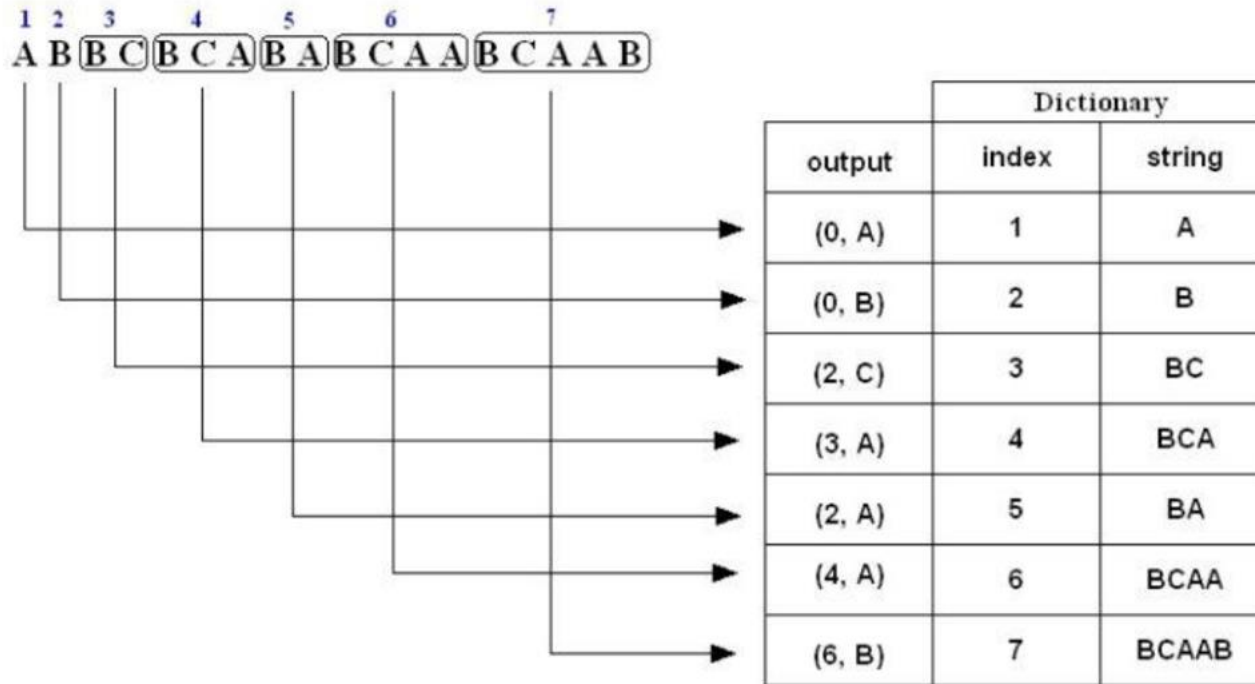 1 2 3 4 5 6 7
A B B C B C A B A B C A A B C A A B
Dictionary
output index string
(0, A) 1 A
(0, B) 2 B
(2, C) 3 BC
(3, A) 4 BCA
(2, A) 5 BA
(4, A) 6 BCAA
(6, B) 7 BCAAB